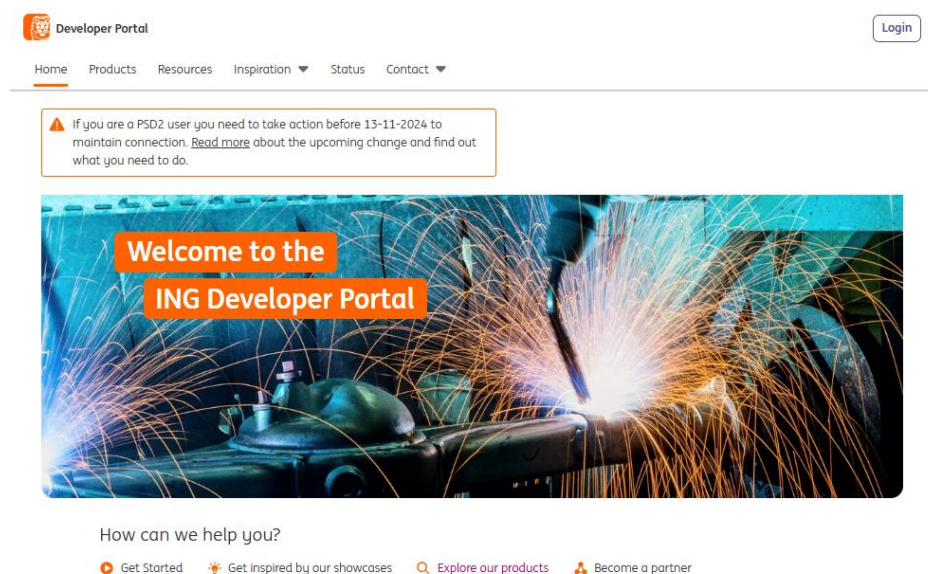 Developer Portal
Login
Home Products Resources Inspiration Status Contact
If you are a PSD2 user you need to take action before 13-11-2024 to
maintain connection. Read more about the upcoming change and find out
what you need to do.
Welcome to the
ING Developer Portal
How can we help you?
Get Started Get inspired by our showcases Explore our products Become a partner